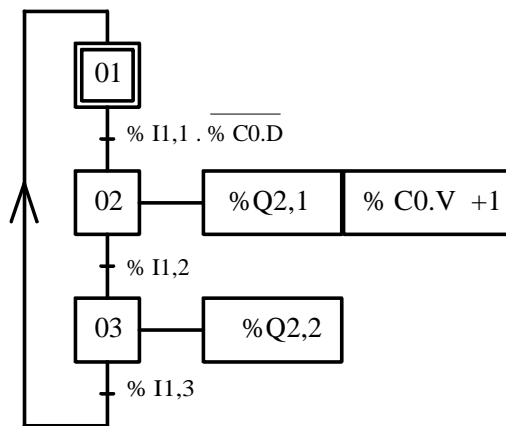 01
% I1,1 . % C0.D
02
%Q2,1
% C0.V +1
% I1,2
03
%Q2,2
% I1,3